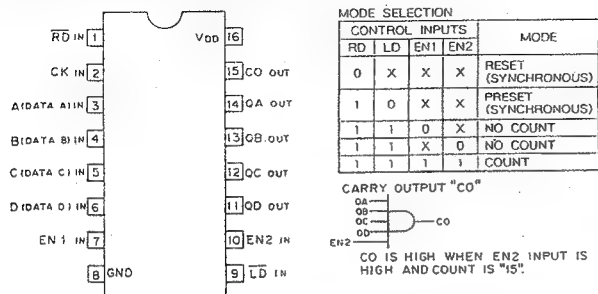 R̅D̅ IN 1
CK IN 2
A(DATA A)IN 3
B(DATA B)IN 4
C(DATA C)IN 5
D(DATA D)IN 6
EN 1 IN 7
8 GND
VDD 16
15 CO OUT
14 QA OUT
13 QB OUT
12 QC OUT
11 QD OUT
10 EN2 IN
9 L̅D̅ IN
MODE SELECTION
CONTROL INPUTS MODE
RD LD EN1 EN2
0 X X X RESET
(SYNCHRONOUS)
1 0 X X PRESET
(SYNCHRONOUS)
1 1 0 X NO COUNT
1 1 X 0 NO COUNT
1 1 1 1 COUNT
CARRY OUTPUT "CO"
QA
QB
QC CO
QD
EN2
CO IS HIGH WHEN EN2 INPUT IS
HIGH AND COUNT IS "15".